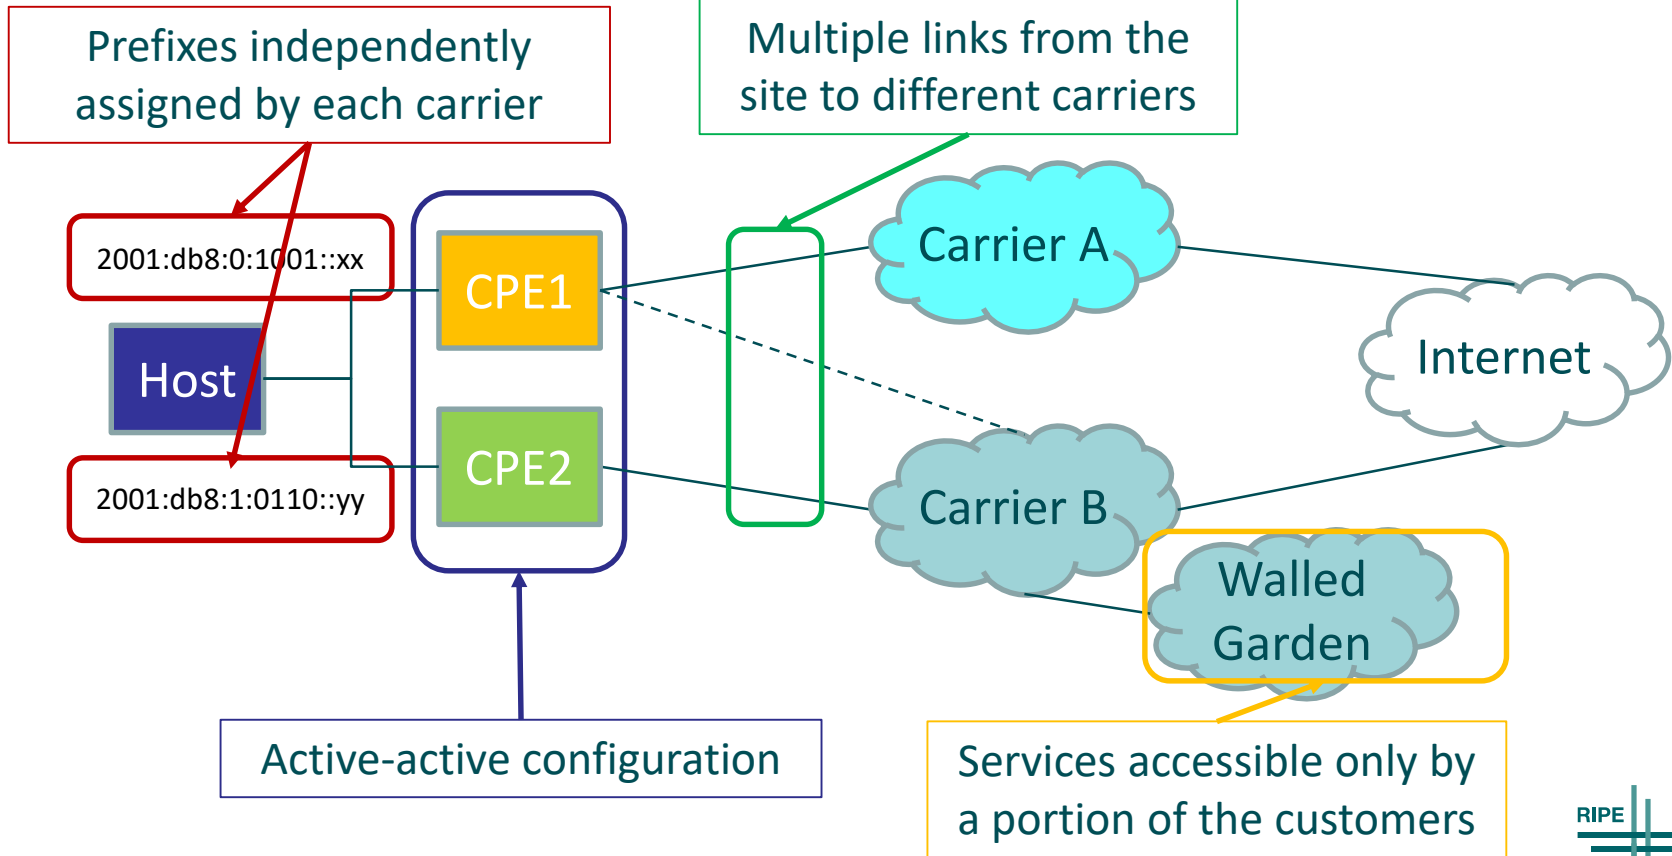 Prefixes independently
assigned by each carrier
Multiple links from the
site to different carriers
2001:db8:0:1001::xx
CPE1
Carrier A
Host
Internet
CPE2
2001:db8:1:0110::yy
Carrier B
Walled
Garden
Active-active configuration
Services accessible only by
a portion of the customers
RIPE